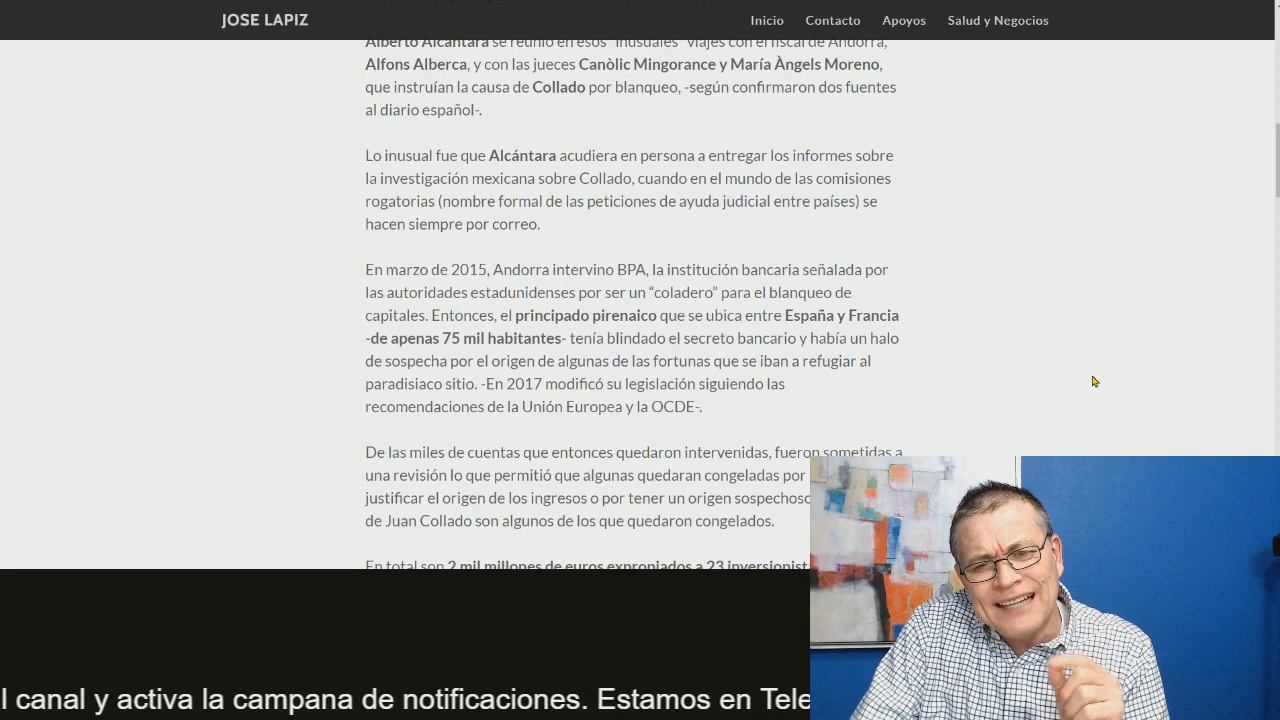 JOSE LAPIZ
Inicio Contacto Apoyos Salud y Negocios
Alberto Alcántara se reunió en esos "inusuales" viajes con el fiscal de Andorra,
Alfons Alberca, y con las jueces Canòlic Mingorance y María Àngels Moreno,
que instruían la causa de Collado por blanqueo, -según confirmaron dos fuentes
al diario español-.
Lo inusual fue que Alcántara acudiera en persona a entregar los informes sobre
la investigación mexicana sobre Collado, cuando en el mundo de las comisiones
rogatorias (nombre formal de las peticiones de ayuda judicial entre países) se
hacen siempre por correo.
En marzo de 2015, Andorra intervino BPA, la institución bancaria señalada por
las autoridades estadunidenses por ser un “coladero” para el blanqueo de
capitales. Entonces, el principado pirenaico que se ubica entre España y Francia
-de apenas 75 mil habitantes- tenía blindado el secreto bancario y había un halo
de sospecha por el origen de algunas de las fortunas que se iban a refugiar al
paradisiaco sitio. -En 2017 modificó su legislación siguiendo las
recomendaciones de la Unión Europea y la OCDE-.
De las miles de cuentas que entonces quedaron intervenidas, fueron sometidas a
una revisión lo que permitió que algunas quedaran congeladas por
justificar el origen de los ingresos o por tener un origen sospechoso
de Juan Collado son algunos de los que quedaron congelados.
En total son 2 mil millones de euros expropiados a 23 inversionista
l canal y activa la campana de notificaciones. Estamos en Tele